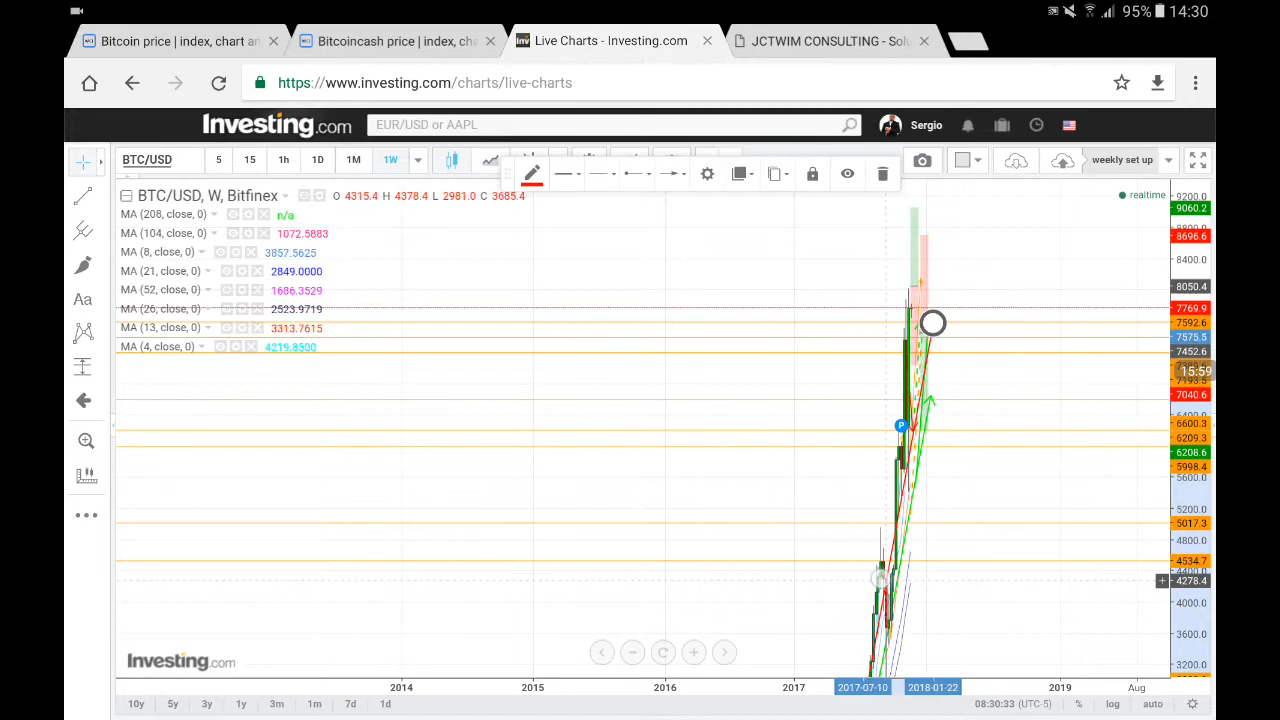 95% 14:30
Bitcoin price | index, chart an
Bitcoincash price | index, che
Live Charts - Investing.com
JCTWIM CONSULTING - Solu
https://www.investing.com/charts/live-charts
Investing.com
EUR/USD or AAPL
Sergio
BTC/USD 5 15 1h 1D 1M 1W
weekly set up
BTC/USD, W, Bitfinex O 4315.4 H 4378.4 L 2981.0 C 3685.4
realtime
MA (208, close, 0) n/a
MA (104, close, 0) 1072.5883
MA (8, close, 0) 3857.5625
MA (21, close, 0) 2849.0000
MA (52, close, 0) 1686.3529
MA (26, close, 0) 2523.9719
MA (13, close, 0) 3313.7615
MA (4, close, 0) 4219.8500
Aa
P
9200.0
9060.2
8696.6
8400.0
8050.4
7769.9
7592.6
7575.5
7452.6
15:59
7040.6
6600.3
6209.3
6208.6
5998.4
5600.0
5200.0
5017.3
4800.0
4534.7
4278.4
4000.0
3600.0
3200.0
Investing.com
2014 2015 2016 2017 2017-07-10 2018-01-22 2019 Aug
10y 5y 3y 1y 3m 1m 7d 1d
08:30:33 (UTC-5) % log auto